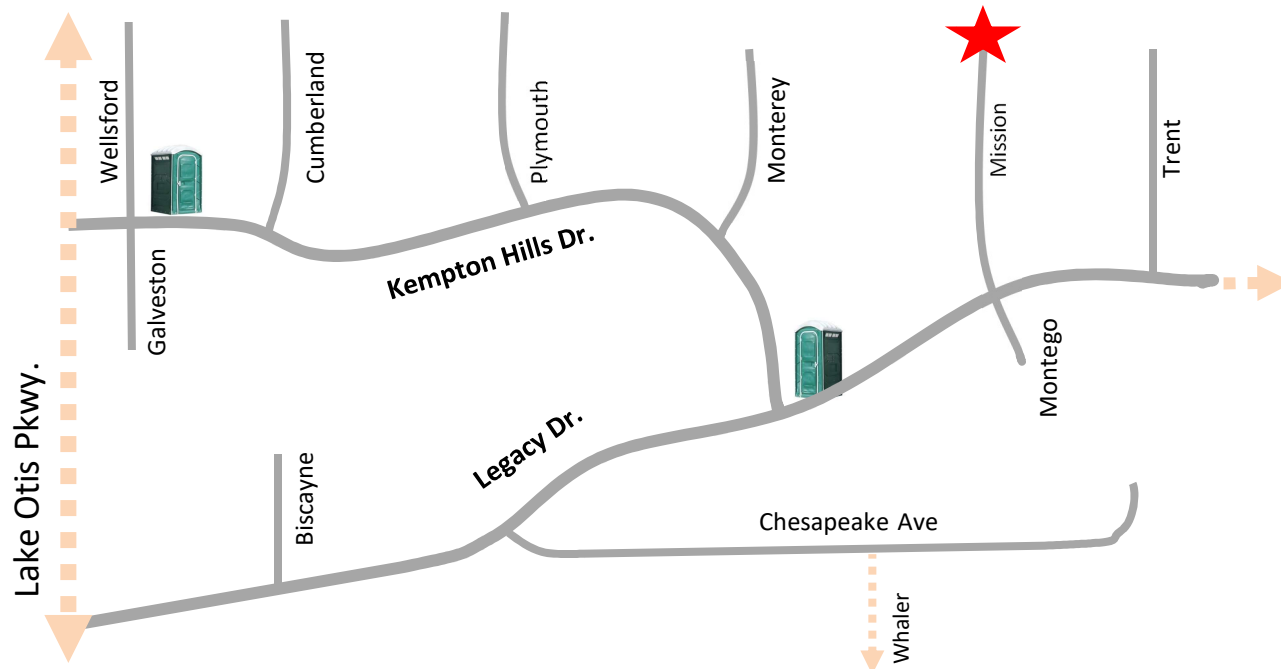 Wellsford
Cumberland
Plymouth
Monterey
Mission
Trent
Kempton Hills Dr.
Galveston
Montego
Lake Otis Pkwy.
Legacy Dr.
Biscayne
Chesapeake Ave
Whaler